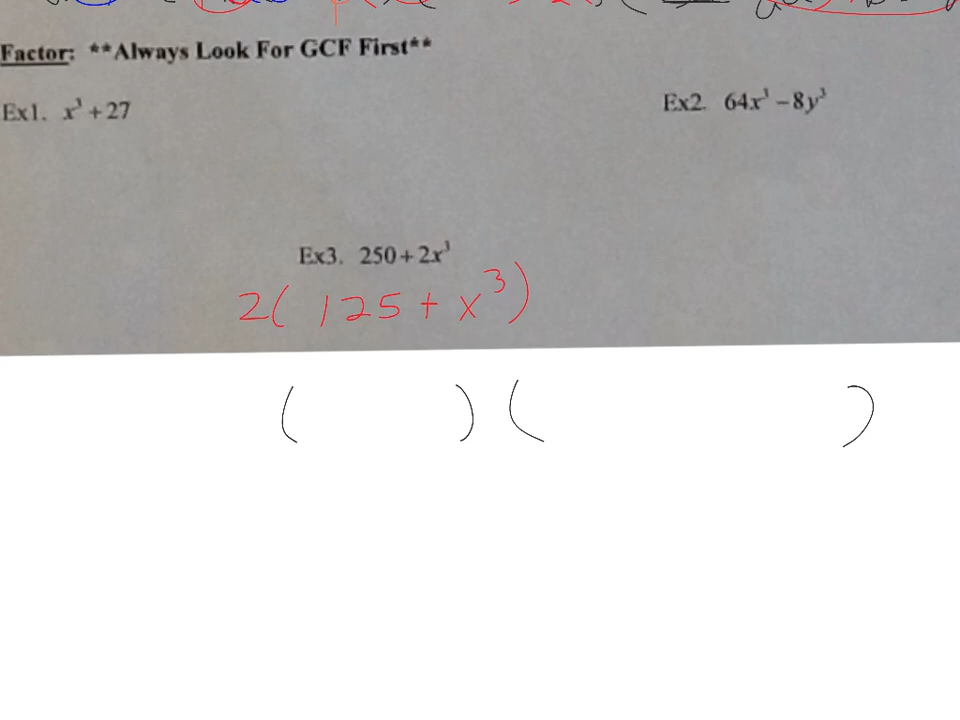 Factor: **Always Look For GCF First**
Ex1. x³ + 27
Ex2. 64x³ − 8y³
Ex3. 250 + 2x³
2( 125 + x³ )
(   ) (   )